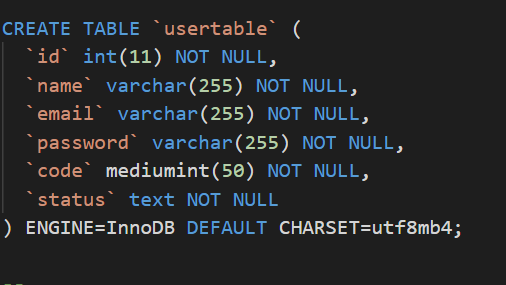 CREATE TABLE `usertable` (
`id` int(11) NOT NULL,
`name` varchar(255) NOT NULL,
`email` varchar(255) NOT NULL,
`password` varchar(255) NOT NULL,
`code` mediumint(50) NOT NULL,
`status` text NOT NULL
) ENGINE=InnoDB DEFAULT CHARSET=utf8mb4;